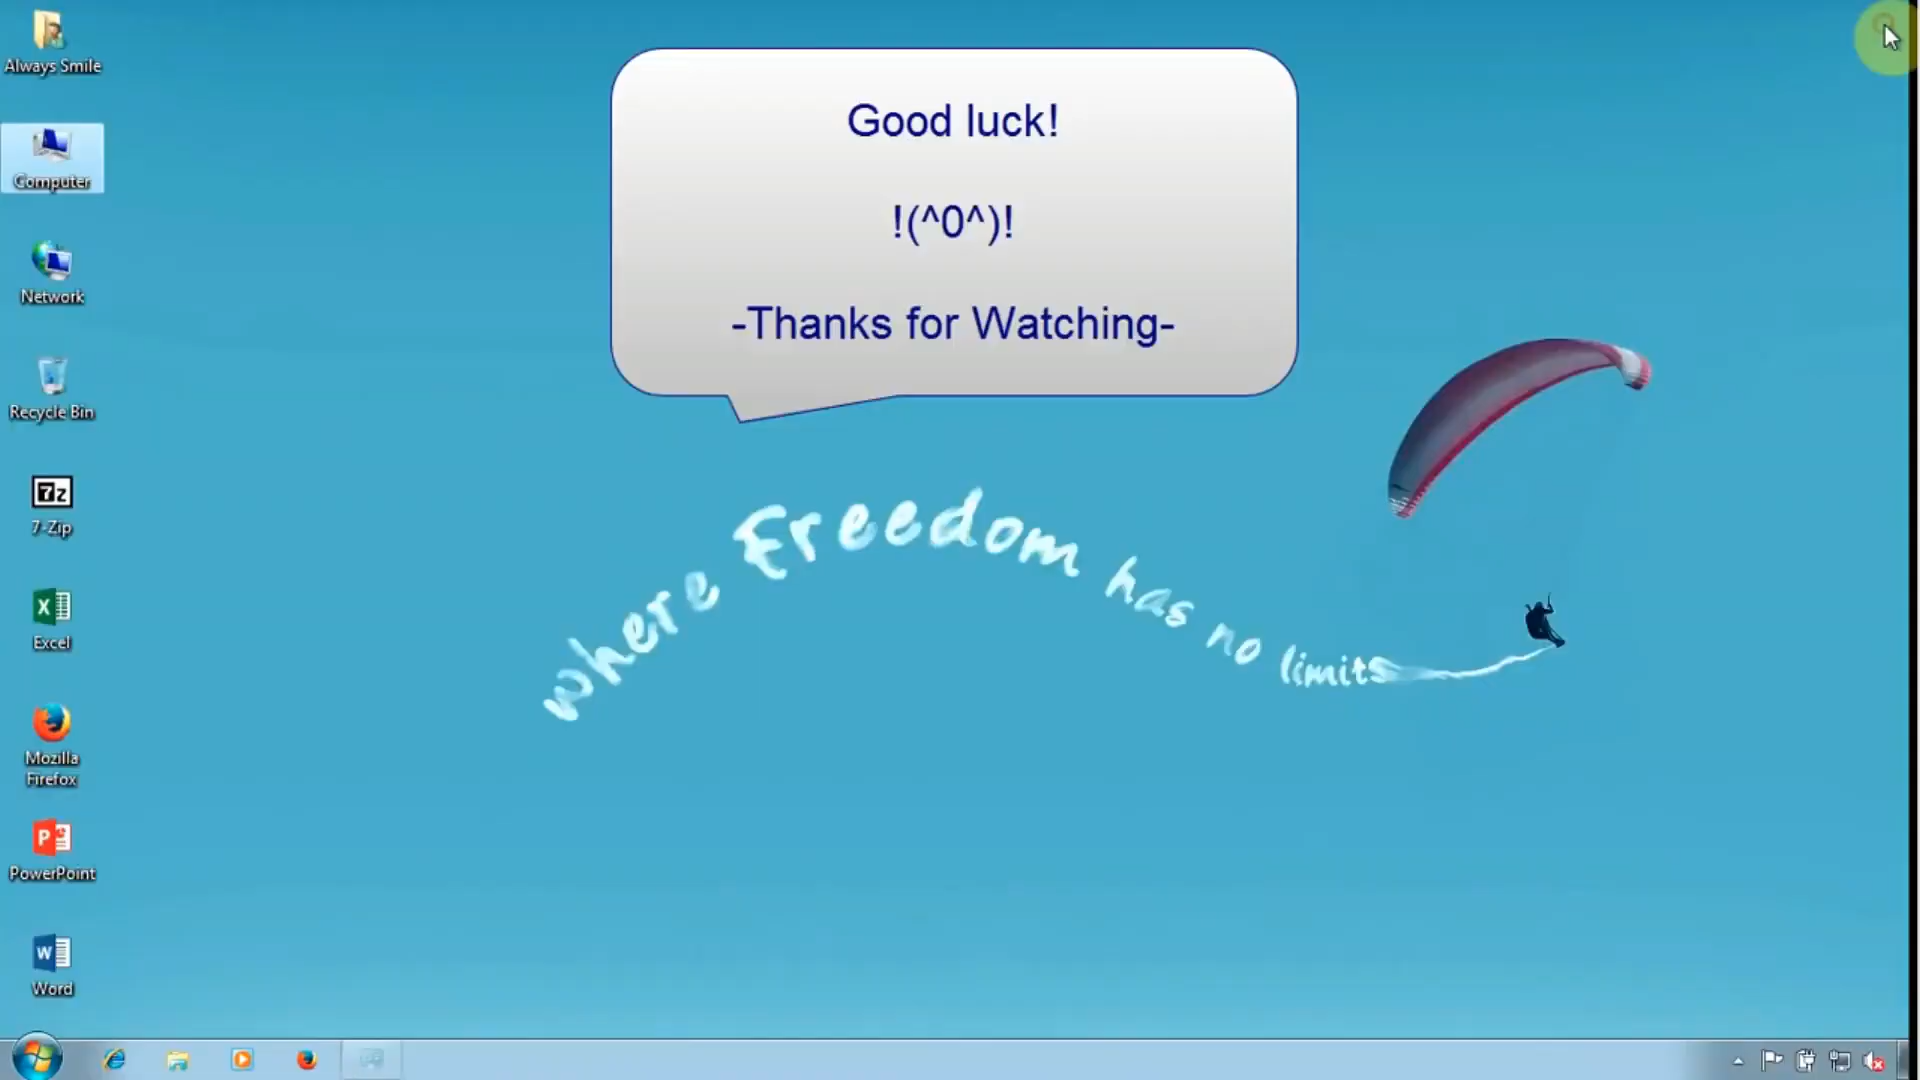 Always Smile
Computer
Network
Recycle Bin
7z
7-Zip
X
Excel
Mozilla
Firefox
P
PowerPoint
W
Word
Good luck!
!(^0^)!
-Thanks for Watching-
where Freedom has no limits